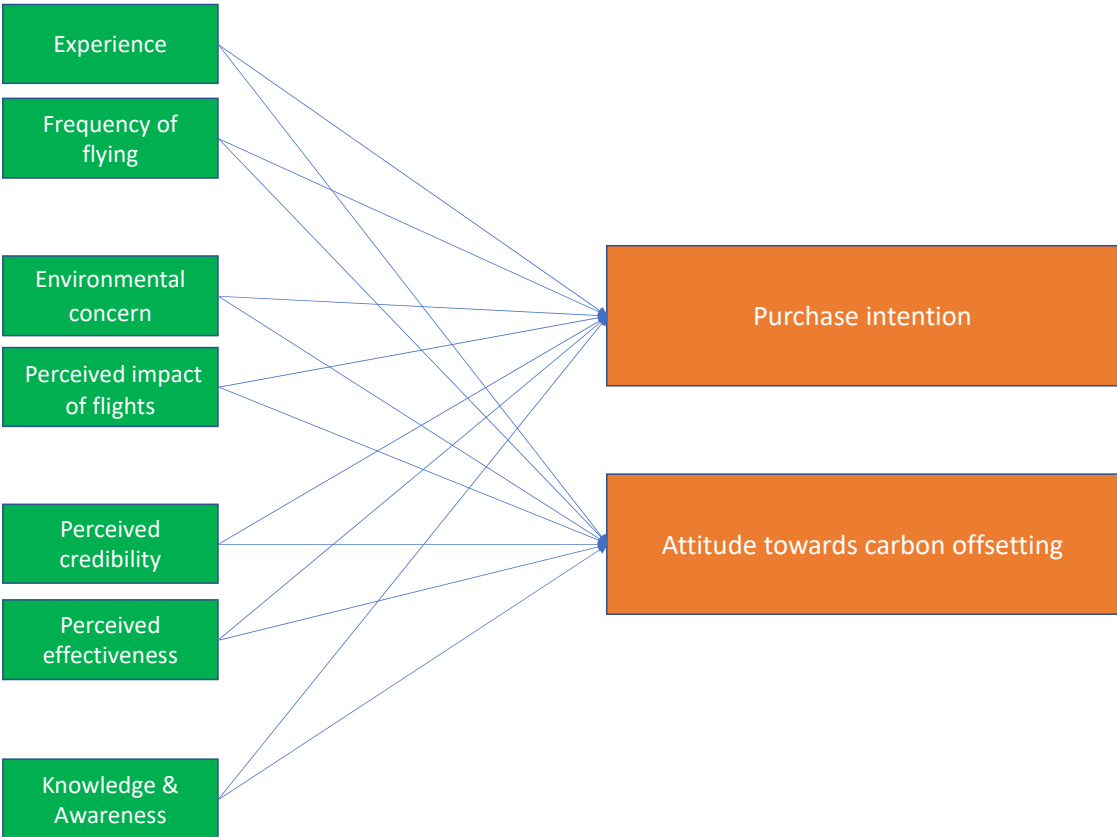 Experience
Frequency of
flying
Environmental
concern
Perceived impact
of flights
Perceived
credibility
Perceived
effectiveness
Knowledge &
Awareness
Purchase intention
Attitude towards carbon offsetting